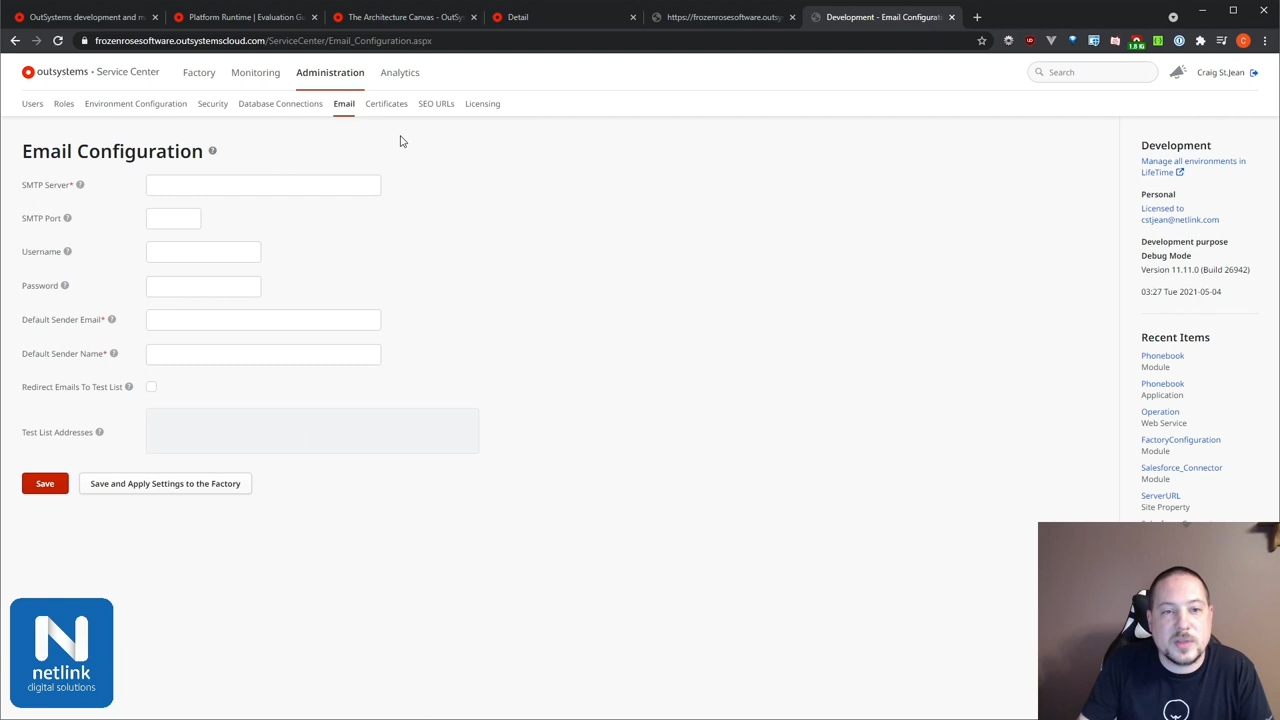 OutSystems development and m
Platform Runtime | Evaluation Gu
The Architecture Canvas - OutSy
Detail
https://frozenrosesoftware.outsys
Development - Email Configurati
frozenrosesoftware.outsystemscloud.com/ServiceCenter/Email_Configuration.aspx
1.8 K
C
outsystems • Service Center
Factory
Monitoring
Administration
Analytics
Search
Craig St.Jean
Users
Roles
Environment Configuration
Security
Database Connections
Email
Certificates
SEO URLs
Licensing
Email Configuration
SMTP Server*
SMTP Port
Username
Password
Default Sender Email*
Default Sender Name*
Redirect Emails To Test List
Test List Addresses
Save
Save and Apply Settings to the Factory
Development
Manage all environments in
LifeTime
Personal
Licensed to
cstjean@netlink.com
Development purpose
Debug Mode
Version 11.11.0 (Build 26942)
03:27 Tue 2021-05-04
Recent Items
Phonebook
Module
Phonebook
Application
Operation
Web Service
FactoryConfiguration
Module
Salesforce_Connector
Module
ServerURL
Site Property
N
netlink
digital solutions